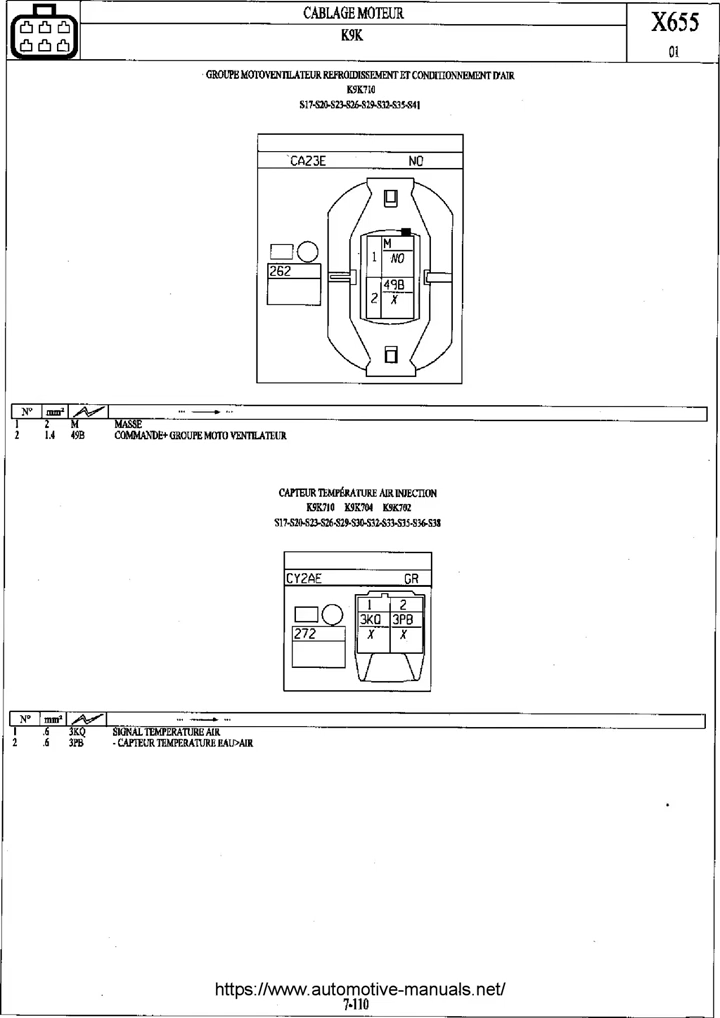 CABLAGE MOTEUR
K9K
X655
01
GROUPE MOTOVENTILATEUR REFROIDISSEMENT ET CONDITIONNEMENT D'AIR
K9K710
S17-S20-S23-S26-S29-S32-S35-S41
CA23E NO
M
1 NO
262
49B
2 X
N° mm² ... ...
1 2 M MASSE
2 1.4 49B COMMANDE+ GROUPE MOTO VENTILATEUR
CAPTEUR TEMPÉRATURE AIR INJECTION
K9K710 K9K704 K9K702
S17-S20-S23-S26-S29-S30-S32-S33-S35-S36-S38
CY2AE GR
1 2
3KQ 3PB
X X
272
N° mm² ... ...
1 .6 3KQ SIGNAL TEMPERATURE AIR
2 .6 3PB - CAPTEUR TEMPERATURE EAU>AIR
https://www.automotive-manuals.net/
7-110